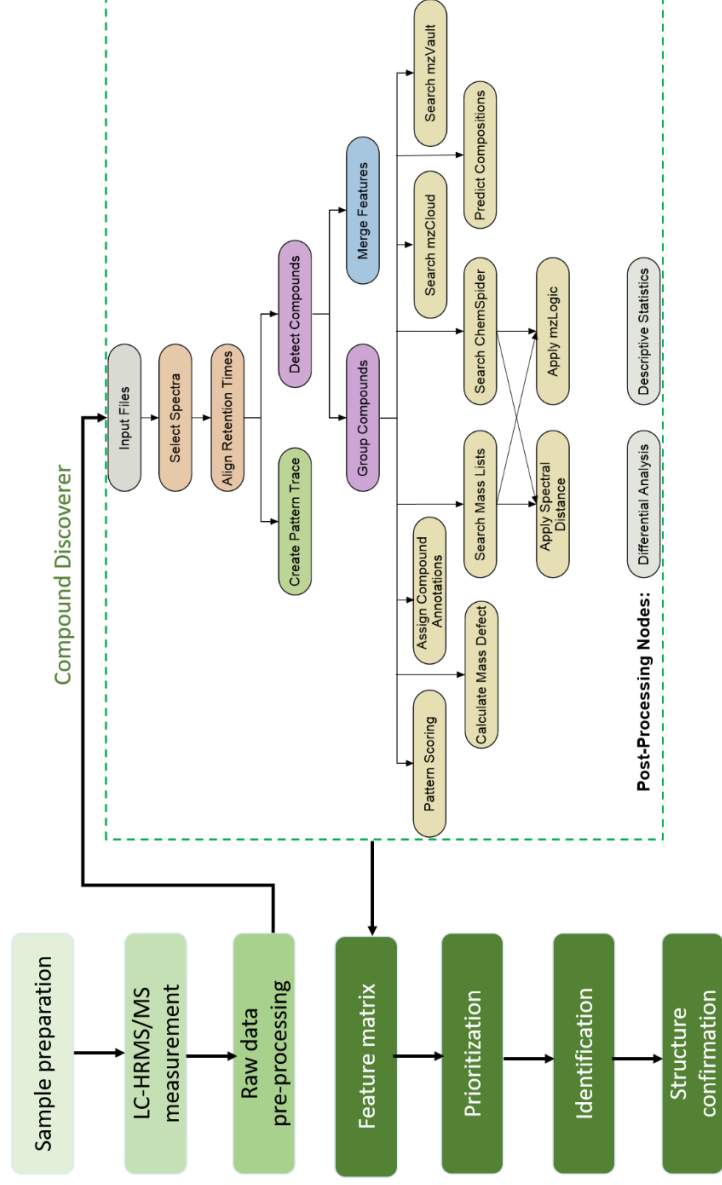 Sample preparation
LC-HRMS/MS
measurement
Raw data
pre-processing
Feature matrix
Prioritization
Identification
Structure
confirmation
Compound Discoverer
Input Files
Select Spectra
Align Retention Times
Create Pattern Trace
Detect Compounds
Group Compounds
Merge Features
Pattern Scoring
Assign Compound
Annotations
Search mzCloud
Search mzVault
Calculate Mass Defect
Search Mass Lists
Search ChemSpider
Predict Compositions
Apply Spectral
Distance
Apply mzLogic
Post-Processing Nodes:
Differential Analysis
Descriptive Statistics